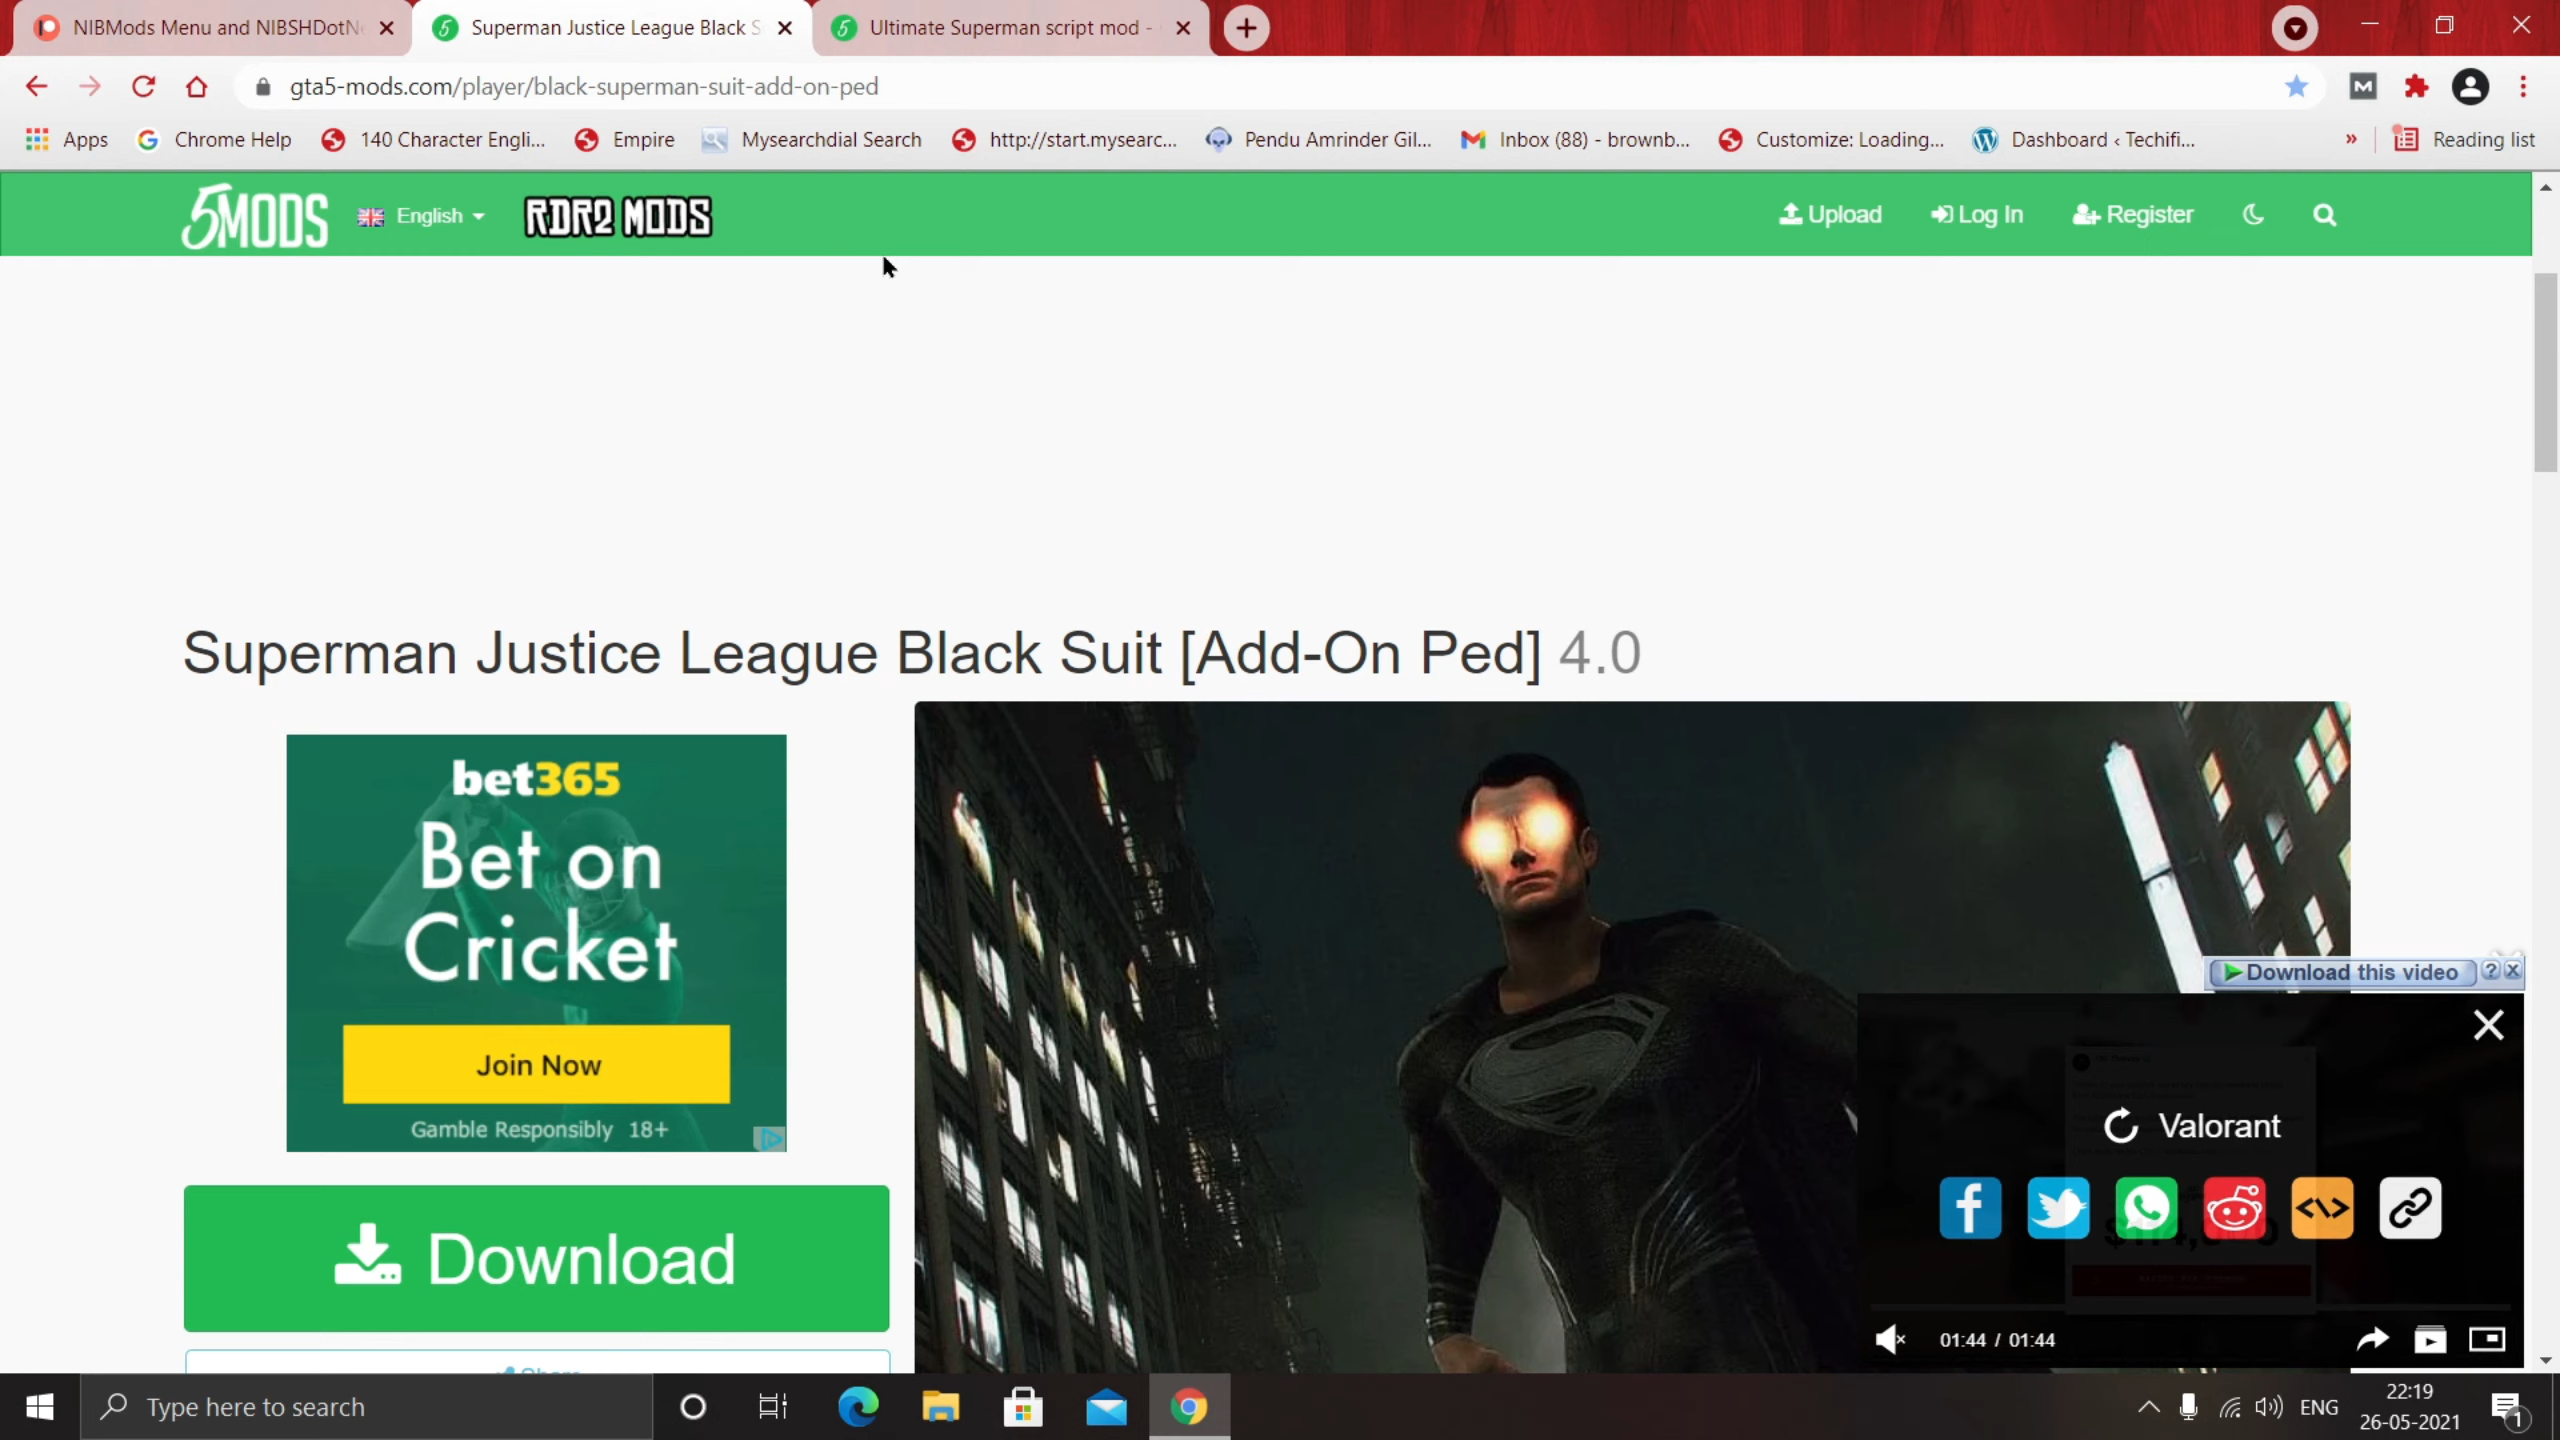 NIBMods Menu and NIBSHDotN
Superman Justice League Black S
Ultimate Superman script mod -
gta5-mods.com/player/black-superman-suit-add-on-ped
Apps
Chrome Help
140 Character Engli...
Empire
Mysearchdial Search
http://start.mysearc...
Pendu Amrinder Gil...
Inbox (88) - brownb...
Customize: Loading...
Dashboard ‹ Techifi...
»
Reading list
5MODS
English
RDR2 MODS
Upload
Log In
Register
Superman Justice League Black Suit [Add-On Ped] 4.0
bet365
Bet on
Cricket
Join Now
Gamble Responsibly 18+
Download
Share
Download this video
Valorant
01:44 / 01:44
Type here to search
ENG
22:19
26-05-2021
1